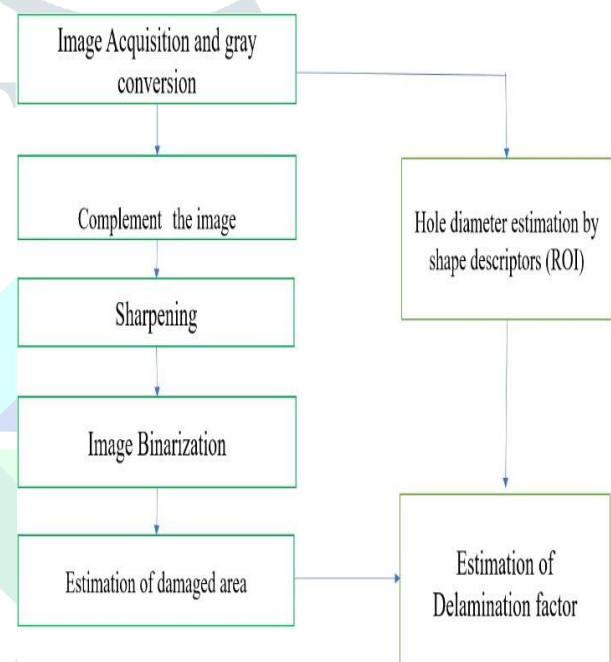 Image Acquisition and gray
conversion
Complement the image
Sharpening
Image Binarization
Estimation of damaged area
Hole diameter estimation by
shape descriptors (ROI)
Estimation of
Delamination factor